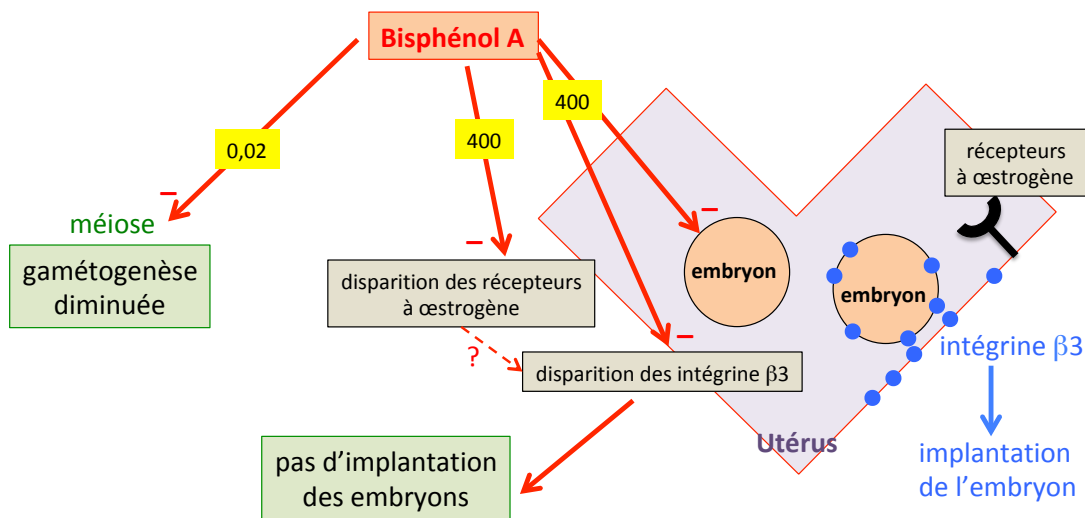 Bisphénol A
400
0,02
400
récepteurs
à œstrogène
–
–
méiose
–
gamétogenèse
diminuée
disparition des récepteurs
à œstrogène
embryon
embryon
–
?
disparition des intégrine β3
intégrine β3
Utérus
pas d’implantation
des embryons
implantation
de l’embryon